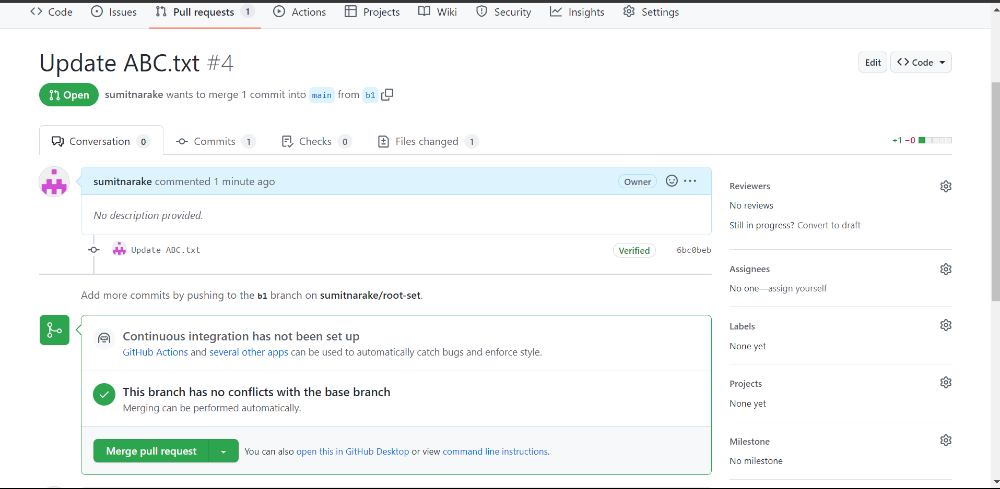 Code Issues Pull requests 1 Actions Projects Wiki Security Insights Settings
Update ABC.txt #4
Edit Code
Open sumitnarake wants to merge 1 commit into main from b1
Conversation 0 Commits 1 Checks 0 Files changed 1
+1 −0
sumitnarake commented 1 minute ago
Owner
No description provided.
Update ABC.txt
Verified 6bc0beb
Add more commits by pushing to the b1 branch on sumitnarake/root-set.
Continuous integration has not been set up
GitHub Actions and several other apps can be used to automatically catch bugs and enforce style.
This branch has no conflicts with the base branch
Merging can be performed automatically.
Merge pull request You can also open this in GitHub Desktop or view command line instructions.
Reviewers
No reviews
Still in progress? Convert to draft
Assignees
No one—assign yourself
Labels
None yet
Projects
None yet
Milestone
No milestone